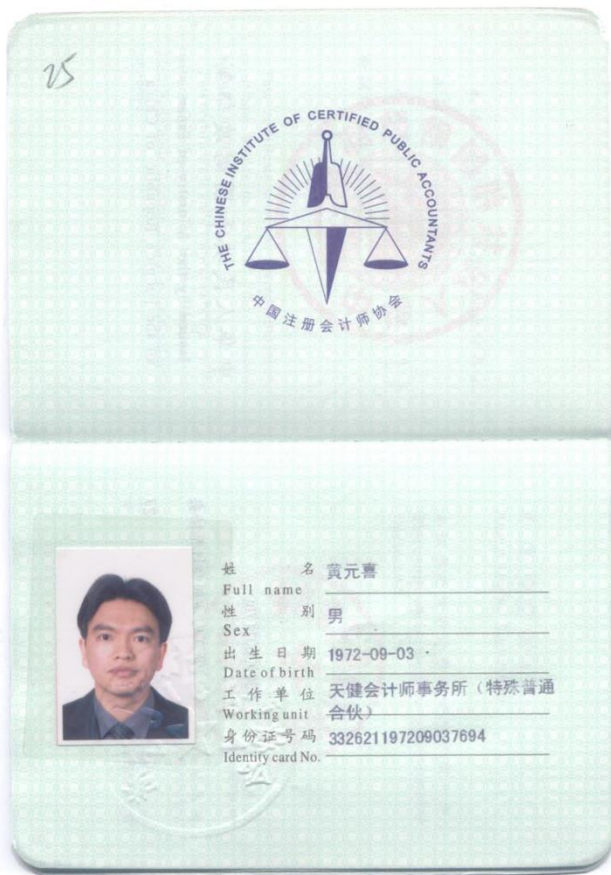 25
THE CHINESE INSTITUTE OF CERTIFIED PUBLIC ACCOUNTANTS
中国注册会计师协会
姓 名 黄元喜
Full name
性 别 男
Sex
出生日期 1972-09-03
Date of birth
工作单位 天健会计师事务所（特殊普通
Working unit 合伙）
身份证号码 332621197209037694
Identity card No.